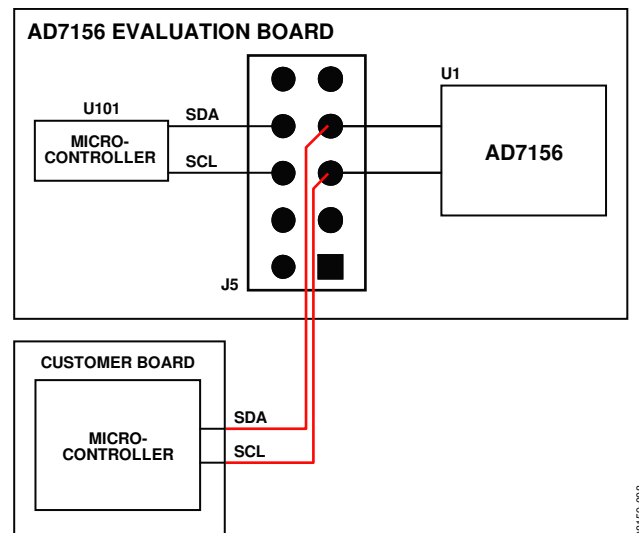 AD7156 EVALUATION BOARD
U1
U101
SDA
MICRO-
CONTROLLER
AD7156
SCL
J5
CUSTOMER BOARD
SDA
MICRO-
CONTROLLER
SCL